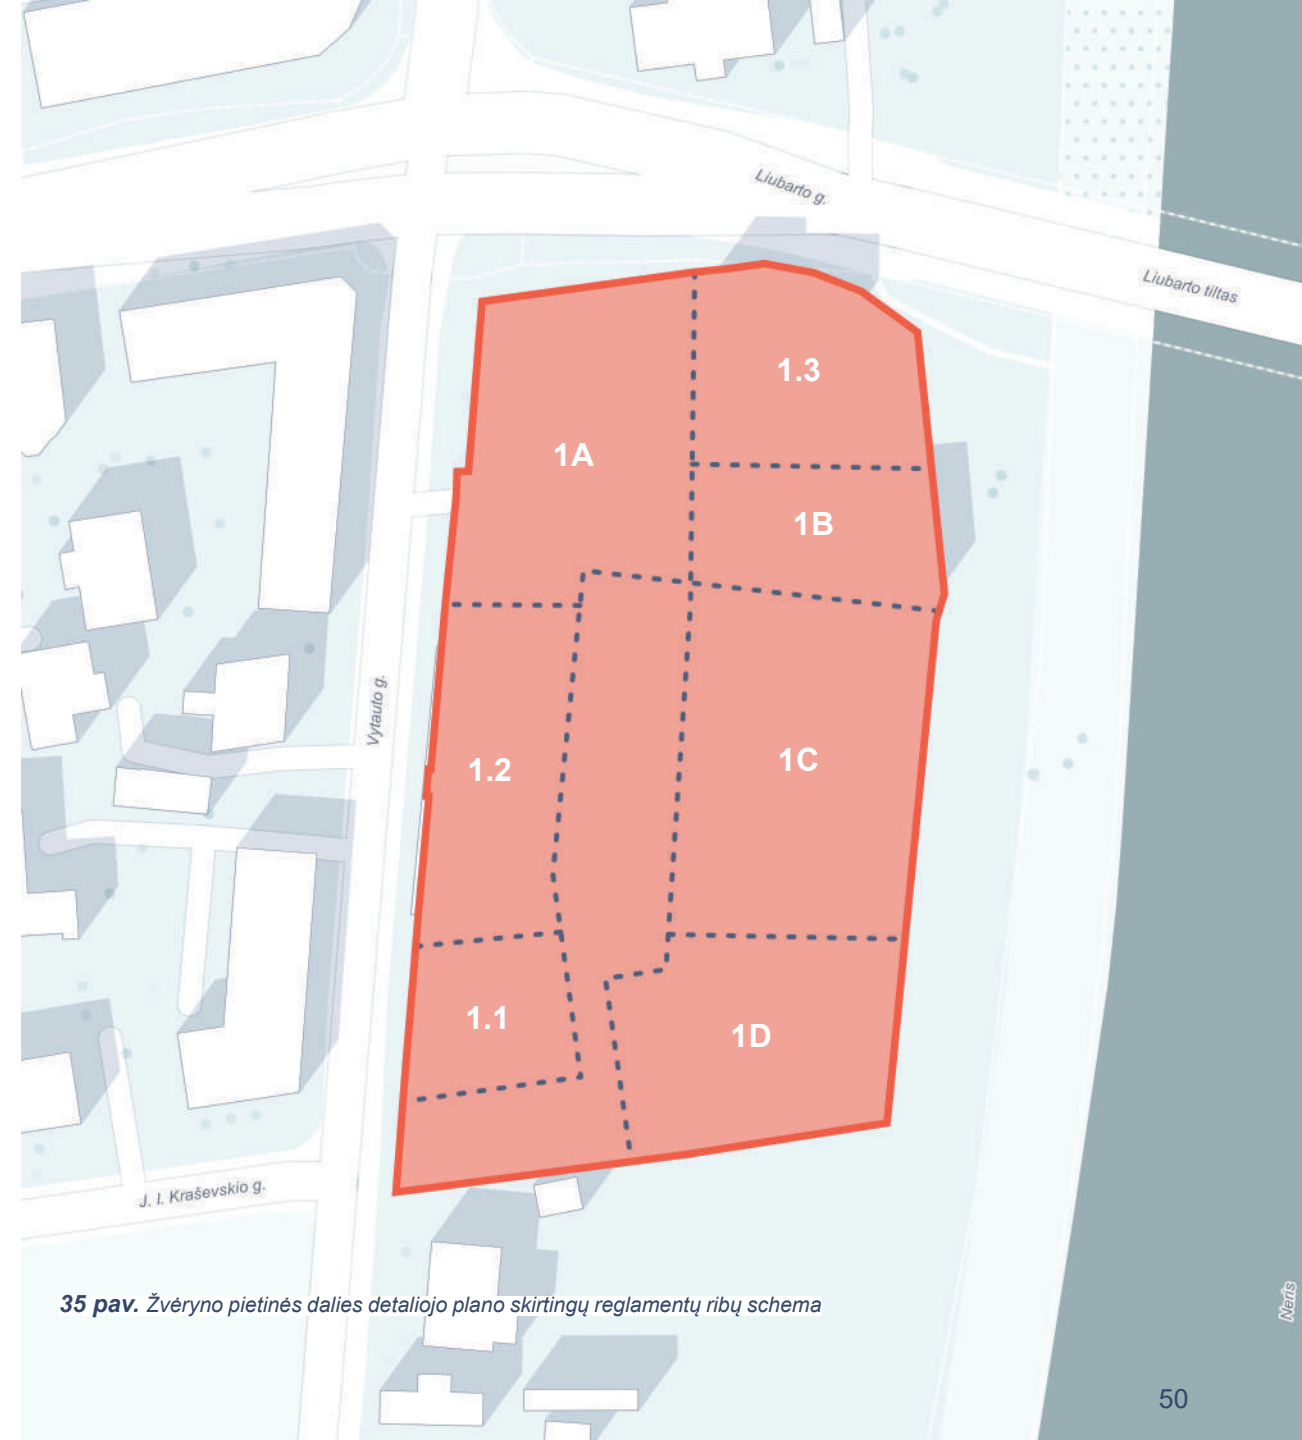 Liubarto g.
Liubarto tiltas
1.3
1A
1B
Vytauto g.
1.2
1C
1.1
1D
J. I. Kraševskio g.
Neris
35 pav. Žvėryno pietinės dalies detaliojo plano skirtingų reglamentų ribų schema
50